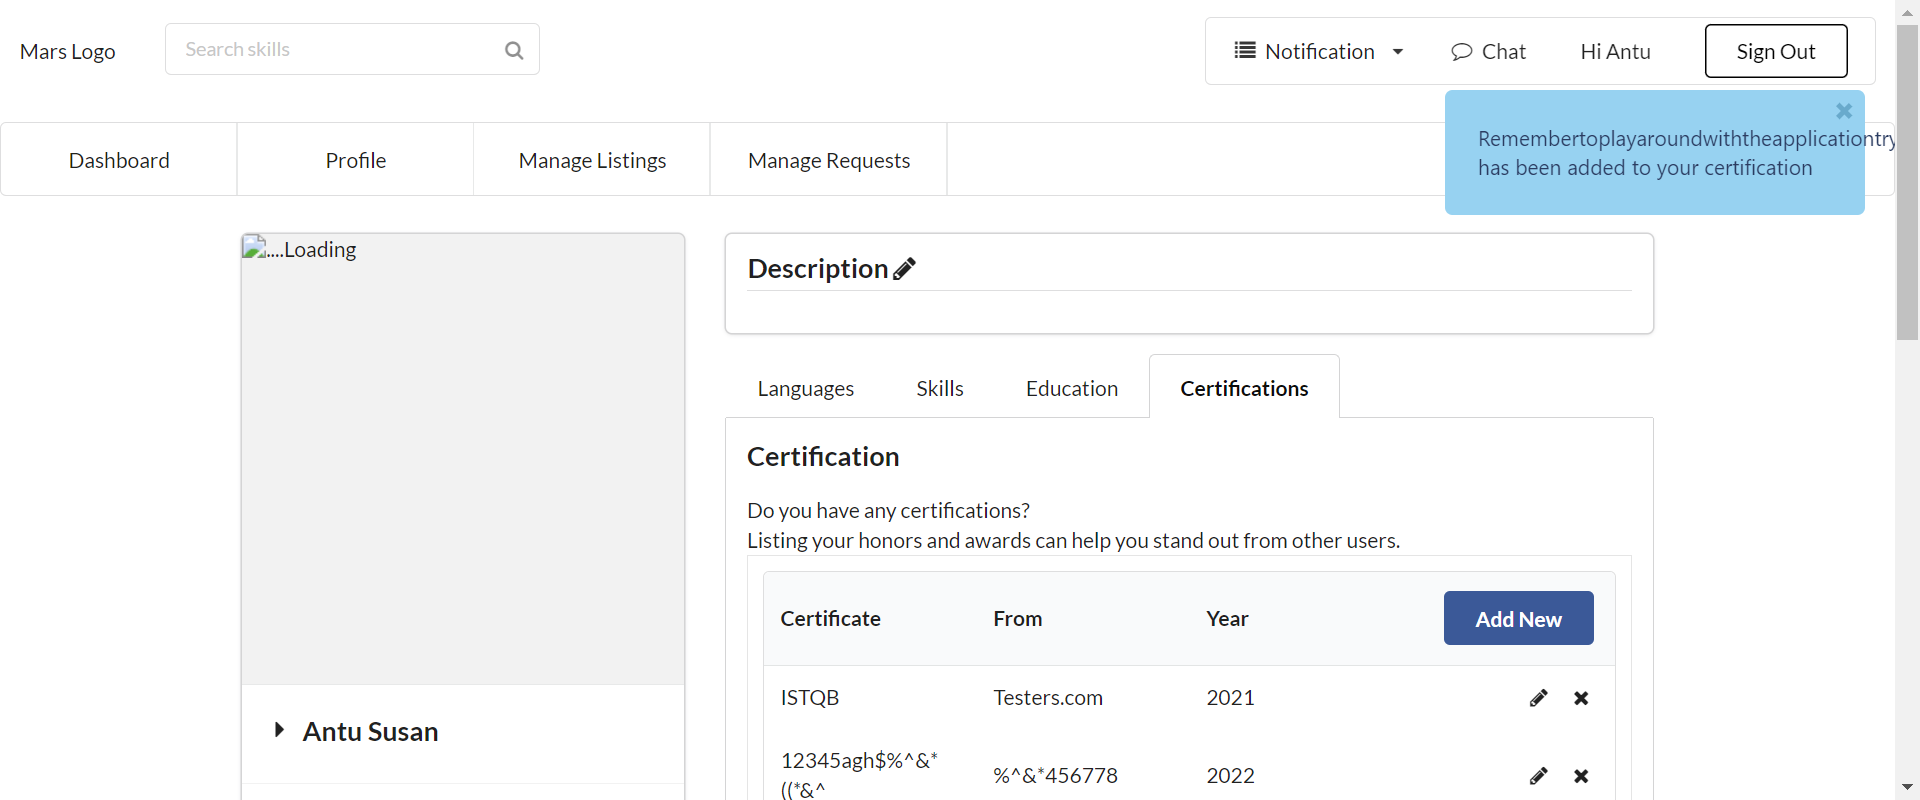 Mars Logo
Search skills
Notification
Chat
Hi Antu
Sign Out
Dashboard
Profile
Manage Listings
Manage Requests
Remembertoplayaroundwiththeapplicationtry
has been added to your certification
....Loading
Description
Languages
Skills
Education
Certifications
Certification
Do you have any certifications?
Listing your honors and awards can help you stand out from other users.
Certificate
From
Year
Add New
ISTQB
Testers.com
2021
12345agh$%^&*
((*&^
%^&*456778
2022
Antu Susan